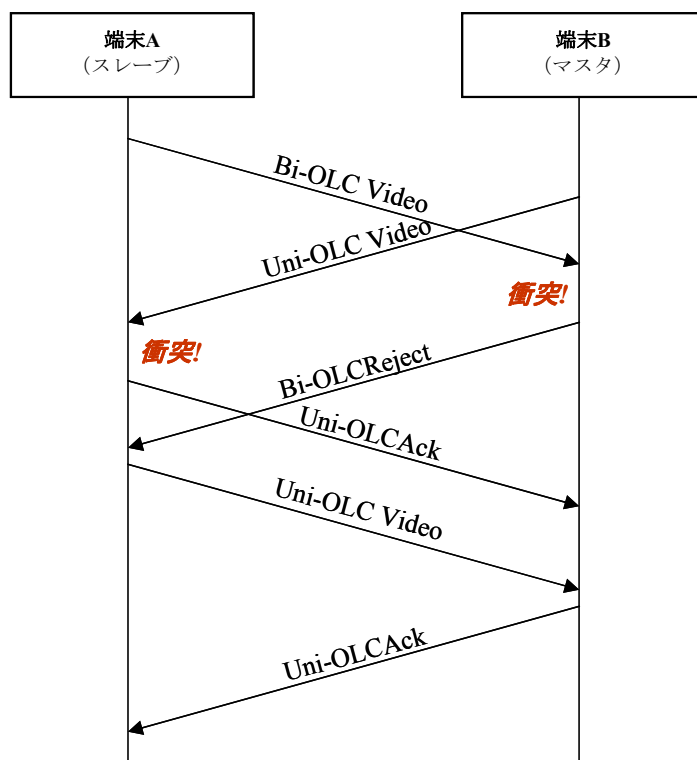 端末A
（スレーブ）
端末B
（マスタ）
Bi-OLC Video
Uni-OLC Video
衝突!
衝突!
Bi-OLCReject
Uni-OLCAck
Uni-OLC Video
Uni-OLCAck